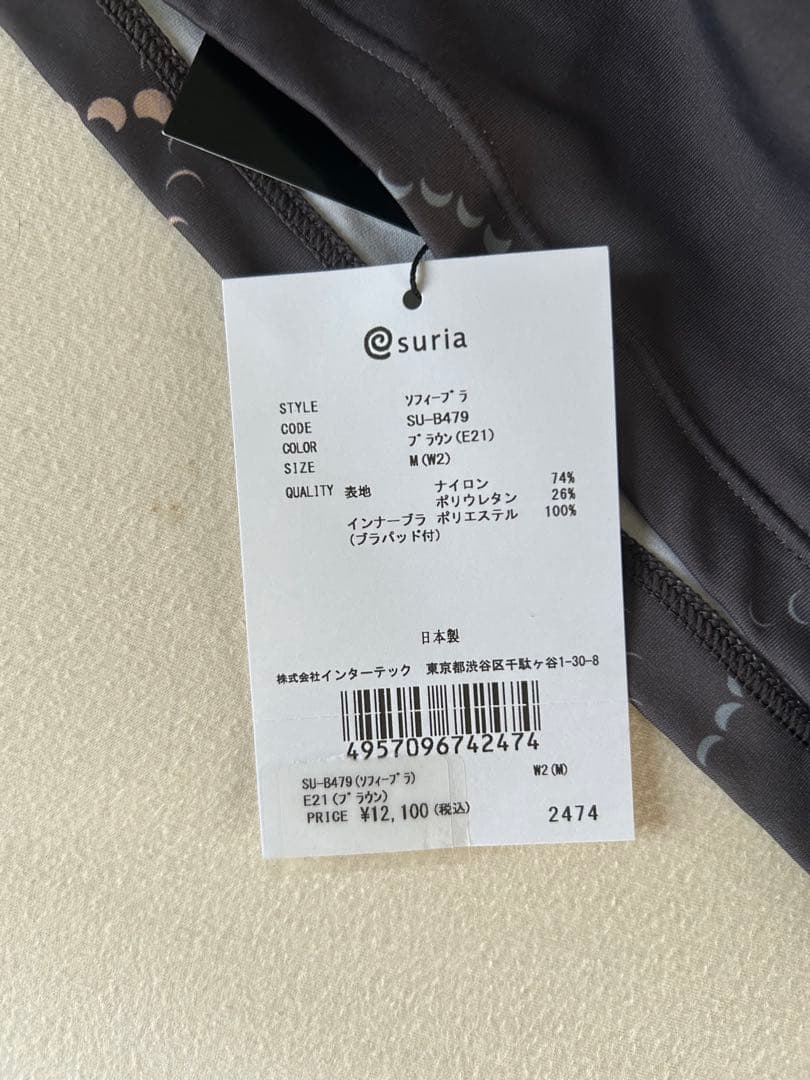 suria
STYLE ソフィーブラ
CODE SU-B479
COLOR ブラウン(E21)
SIZE M(W2)
QUALITY 表地 ナイロン 74%
ポリウレタン 26%
インナーブラ ポリエステル 100%
(ブラパッド付)
日本製
株式会社インターテック 東京都渋谷区千駄ヶ谷1-30-8
4957096742474
SU-B479(ソフィーブラ) W2(M)
E21(ブラウン)
PRICE ¥12,100(税込) 2474